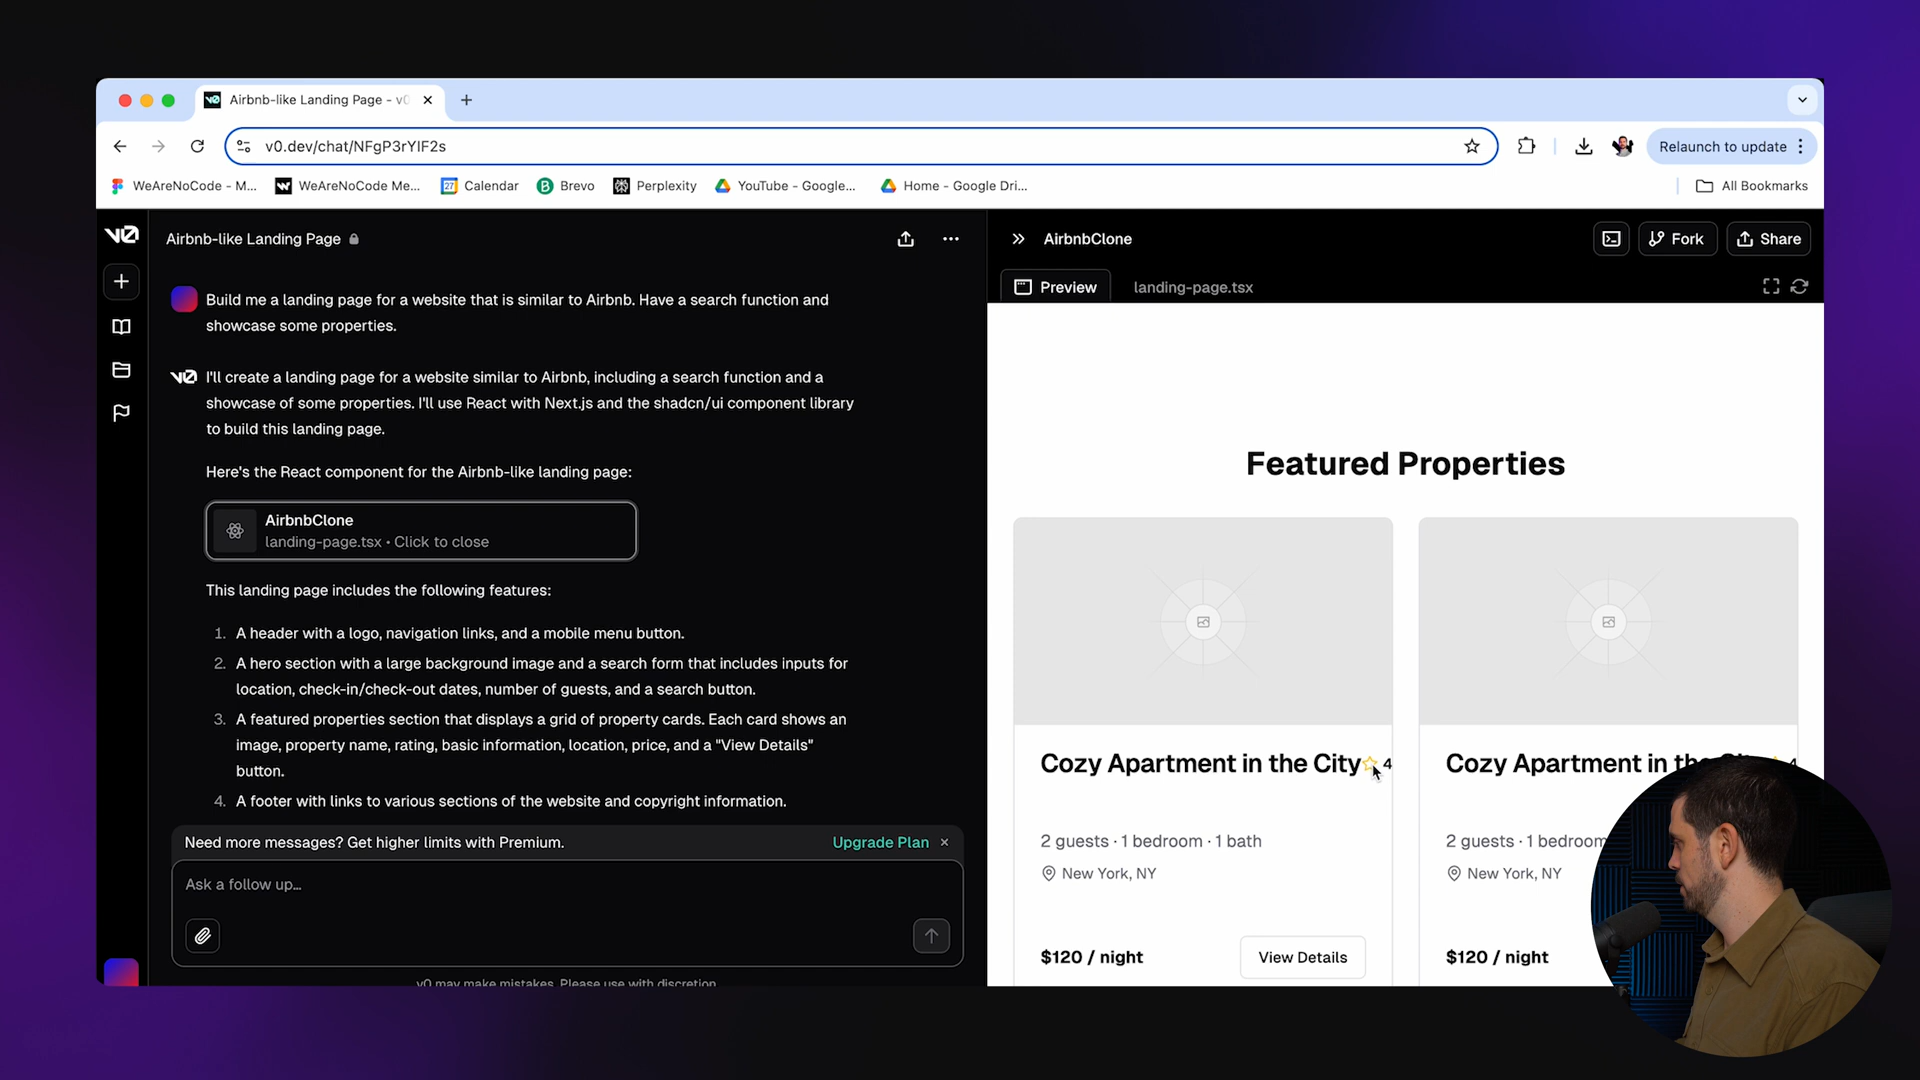 Airbnb-like Landing Page - v0
v0.dev/chat/NFgP3rYIF2s
Relaunch to update
WeAreNoCode - M...
WeAreNoCode Me...
27
Calendar
B
Brevo
Perplexity
YouTube - Google...
Home - Google Dri...
All Bookmarks
v0
Airbnb-like Landing Page
Build me a landing page for a website that is similar to Airbnb. Have a search function and
showcase some properties.
v0
I'll create a landing page for a website similar to Airbnb, including a search function and a
showcase of some properties. I'll use React with Next.js and the shadcn/ui component library
to build this landing page.
Here's the React component for the Airbnb-like landing page:
AirbnbClone
landing-page.tsx • Click to close
This landing page includes the following features:
1. A header with a logo, navigation links, and a mobile menu button.
2. A hero section with a large background image and a search form that includes inputs for
location, check-in/check-out dates, number of guests, and a search button.
3. A featured properties section that displays a grid of property cards. Each card shows an
image, property name, rating, basic information, location, price, and a "View Details"
button.
4. A footer with links to various sections of the website and copyright information.
Need more messages? Get higher limits with Premium.
Upgrade Plan
Ask a follow up...
v0 may make mistakes. Please use with discretion.
AirbnbClone
Fork
Share
Preview
landing-page.tsx
Featured Properties
Cozy Apartment in the City
4
2 guests · 1 bedroom · 1 bath
New York, NY
$120 / night
View Details
Cozy Apartment in the
2 guests · 1 bedroom
New York, NY
$120 / night